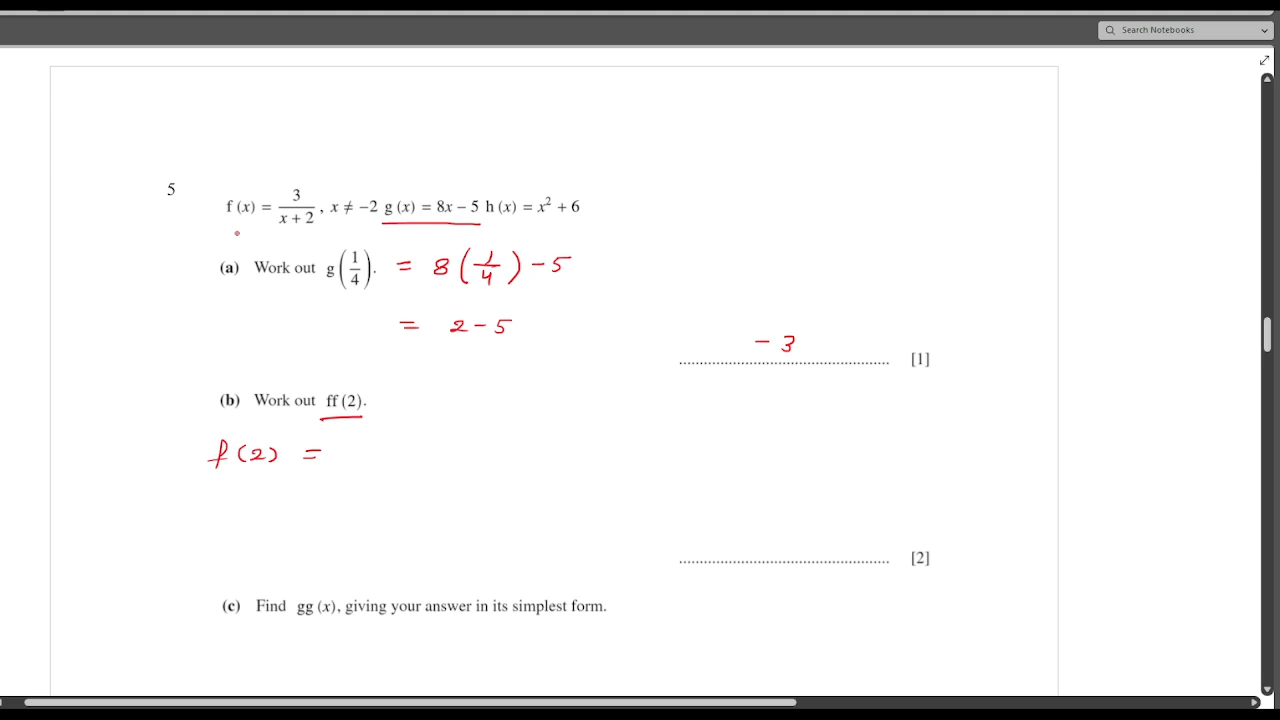 Search Notebooks
5
f (x) = 3/(x + 2), x ≠ −2 g (x) = 8x − 5 h (x) = x² + 6
(a) Work out g(1/4). = 8 (1/4) − 5
= 2 − 5
− 3
[1]
(b) Work out ff (2).
f (2) =
[2]
(c) Find gg (x), giving your answer in its simplest form.